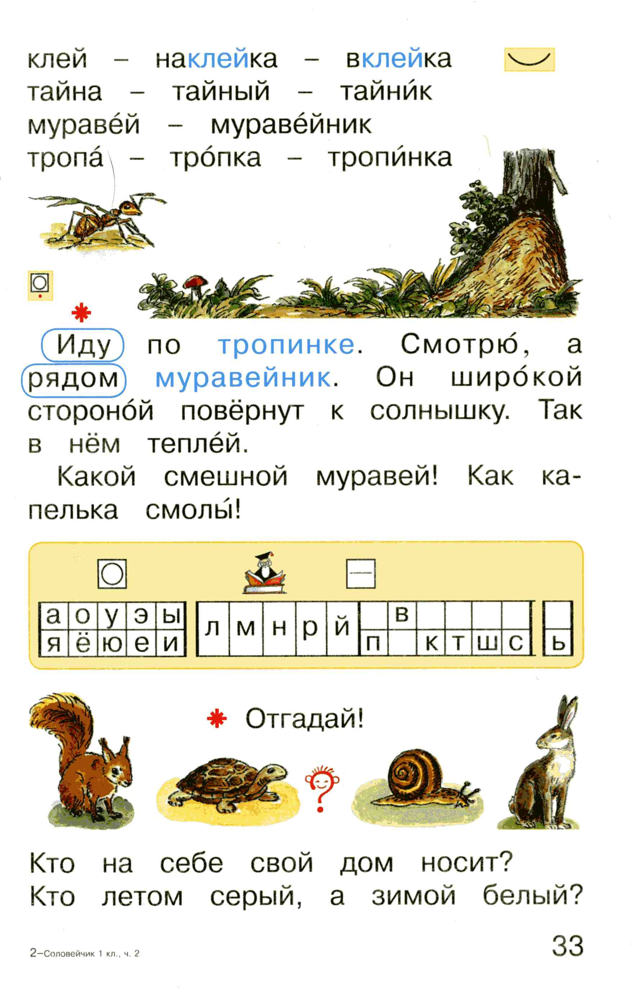 клей – наклейка – вклейка
тайна – тайный – тайни́к
мураве́й – мураве́йник
тропа́ – тро́пка – тропи́нка
Иду по тропинке. Смотрю́, а
рядом муравейник. Он широ́кой
стороно́й повёрнут к солнышку. Так
в нём тепле́й.
Какой смешной муравей! Как ка-
пелька смолы́!
а о у э ы л м н р й в
я ё ю е и п к т ш с ь
* Отгадай!
?
Кто на себе свой дом носит?
Кто летом серый, а зимой белый?
2–Соловейчик 1 кл., ч. 2
33